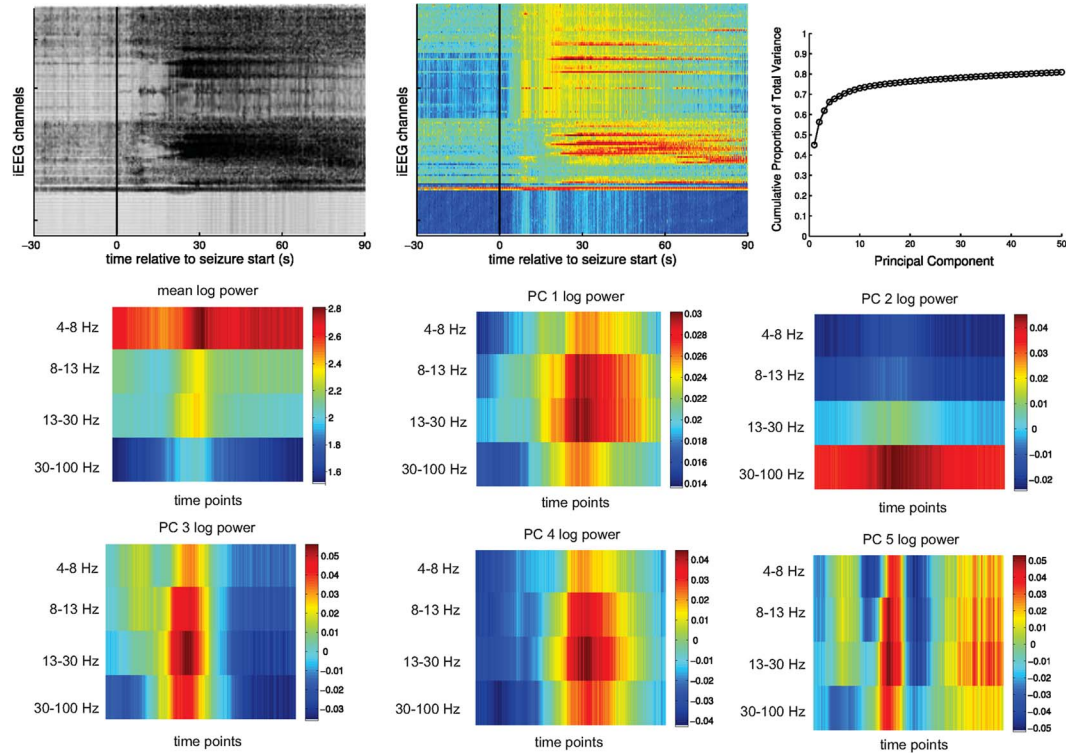 iEEG channels
-30 0 30 60 90
time relative to seizure start (s)
iEEG channels
-30 0 30 60 90
time relative to seizure start (s)
Cumulative Proportion of Total Variance
1
0.9
0.8
0.7
0.6
0.5
0.4
0.3
0.2
0.1
0
0 10 20 30 40 50
Principal Component
mean log power
4-8 Hz
8-13 Hz
13-30 Hz
30-100 Hz
2.8
2.6
2.4
2.2
2
1.8
1.6
time points
PC 1 log power
4-8 Hz
8-13 Hz
13-30 Hz
30-100 Hz
0.03
0.028
0.026
0.024
0.022
0.02
0.018
0.016
0.014
time points
PC 2 log power
4-8 Hz
8-13 Hz
13-30 Hz
30-100 Hz
0.04
0.03
0.02
0.01
0
-0.01
-0.02
time points
PC 3 log power
4-8 Hz
8-13 Hz
13-30 Hz
30-100 Hz
0.05
0.04
0.03
0.02
0.01
0
-0.01
-0.02
-0.03
time points
PC 4 log power
4-8 Hz
8-13 Hz
13-30 Hz
30-100 Hz
0.04
0.03
0.02
0.01
0
-0.01
-0.02
-0.03
-0.04
time points
PC 5 log power
4-8 Hz
8-13 Hz
13-30 Hz
30-100 Hz
0.05
0.04
0.03
0.02
0.01
0
-0.01
-0.02
-0.03
-0.04
-0.05
time points